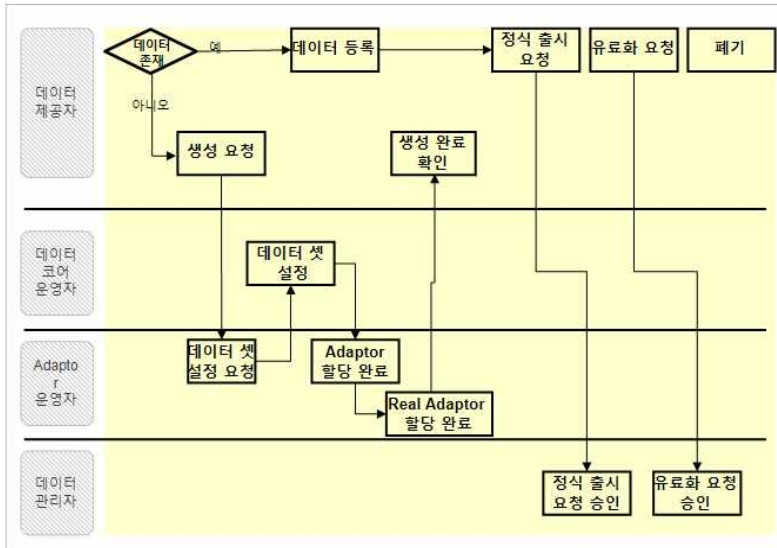 데이터
제공자
데이터
존재
예
아니오
데이터 등록
정식 출시
요청
유료화 요청
폐기
생성 요청
생성 완료
확인
데이터
코어
운영자
데이터 셋
설정
Adapto
r
운영자
데이터 셋
설정 요청
Adaptor
할당 완료
Real Adaptor
할당 완료
데이터
관리자
정식 출시
요청 승인
유료화 요청
승인